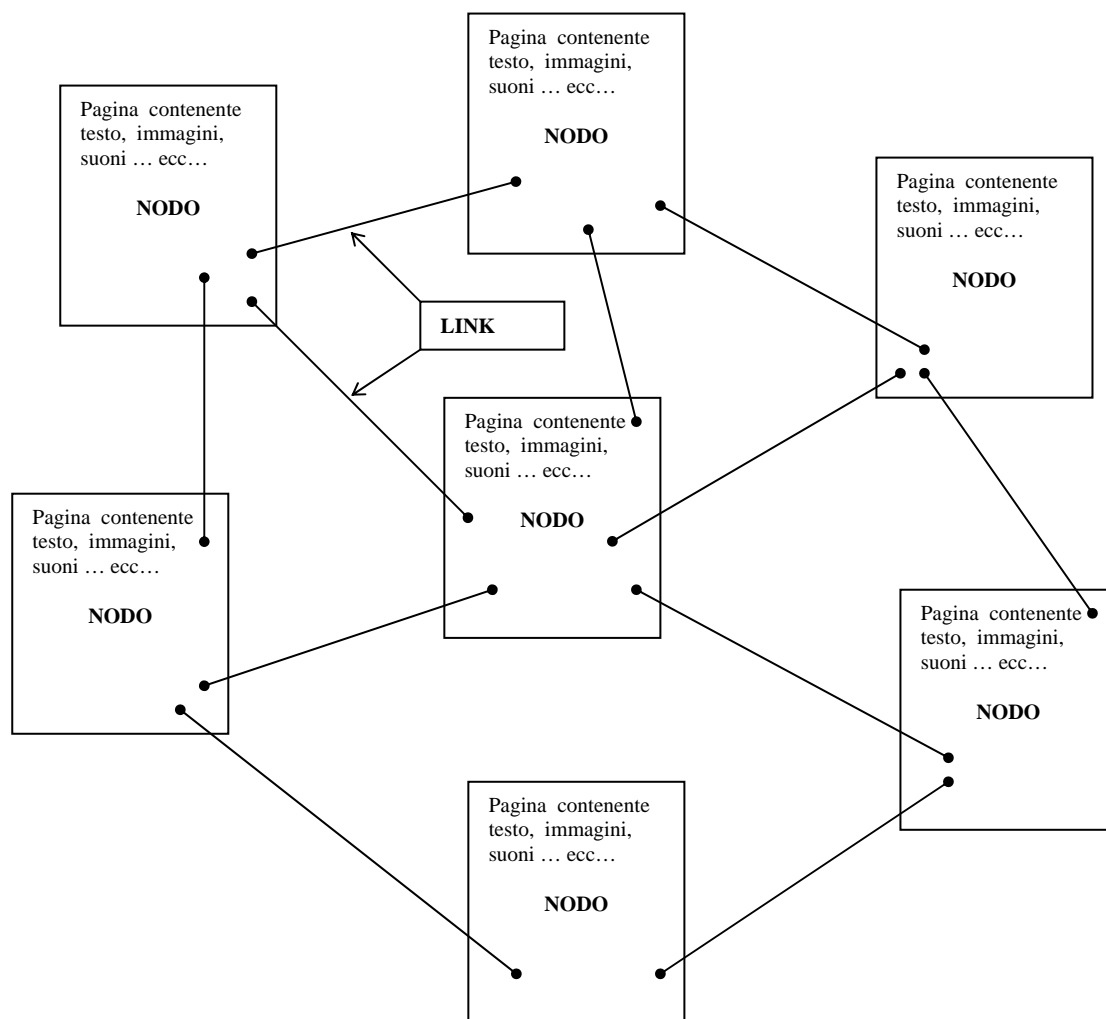 Pagina contenente
testo, immagini,
suoni … ecc…
NODO
Pagina contenente
testo, immagini,
suoni … ecc…
NODO
Pagina contenente
testo, immagini,
suoni … ecc…
NODO
LINK
Pagina contenente
testo, immagini,
suoni … ecc…
NODO
Pagina contenente
testo, immagini,
suoni … ecc…
NODO
Pagina contenente
testo, immagini,
suoni … ecc…
NODO
Pagina contenente
testo, immagini,
suoni … ecc…
NODO